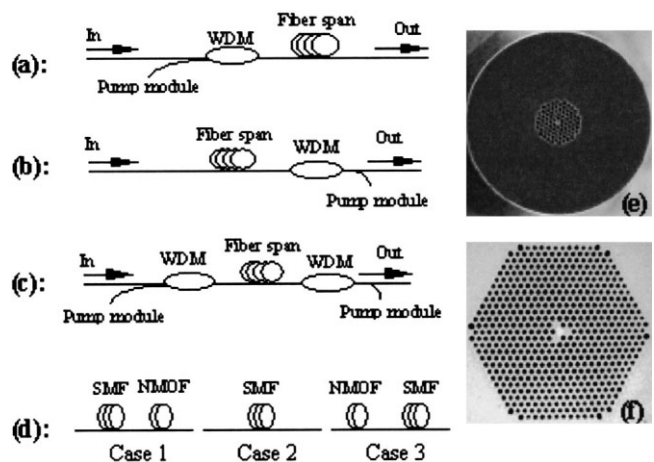 (a):
In
WDM
Fiber span
Out
Pump module
(b):
In
Fiber span
WDM
Out
Pump module
(c):
In
WDM
Fiber span
WDM
Out
Pump module
Pump module
(d):
SMF
NMOF
SMF
NMOF
SMF
Case 1
Case 2
Case 3
(e)
(f)